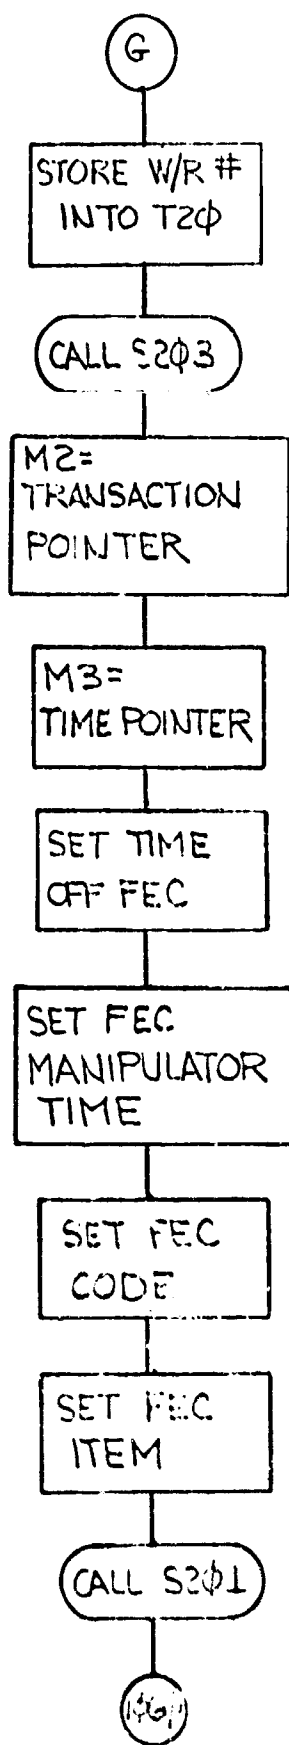 G
STORE W/R #
INTO T2φ
CALL S2φ3
M2=
TRANSACTION
POINTER
M3=
TIME POINTER
SET TIME
OFF FEC
SET FEC
MANIPULATOR
TIME
SET FEC
CODE
SET FEC
ITEM
CALL S2φ1